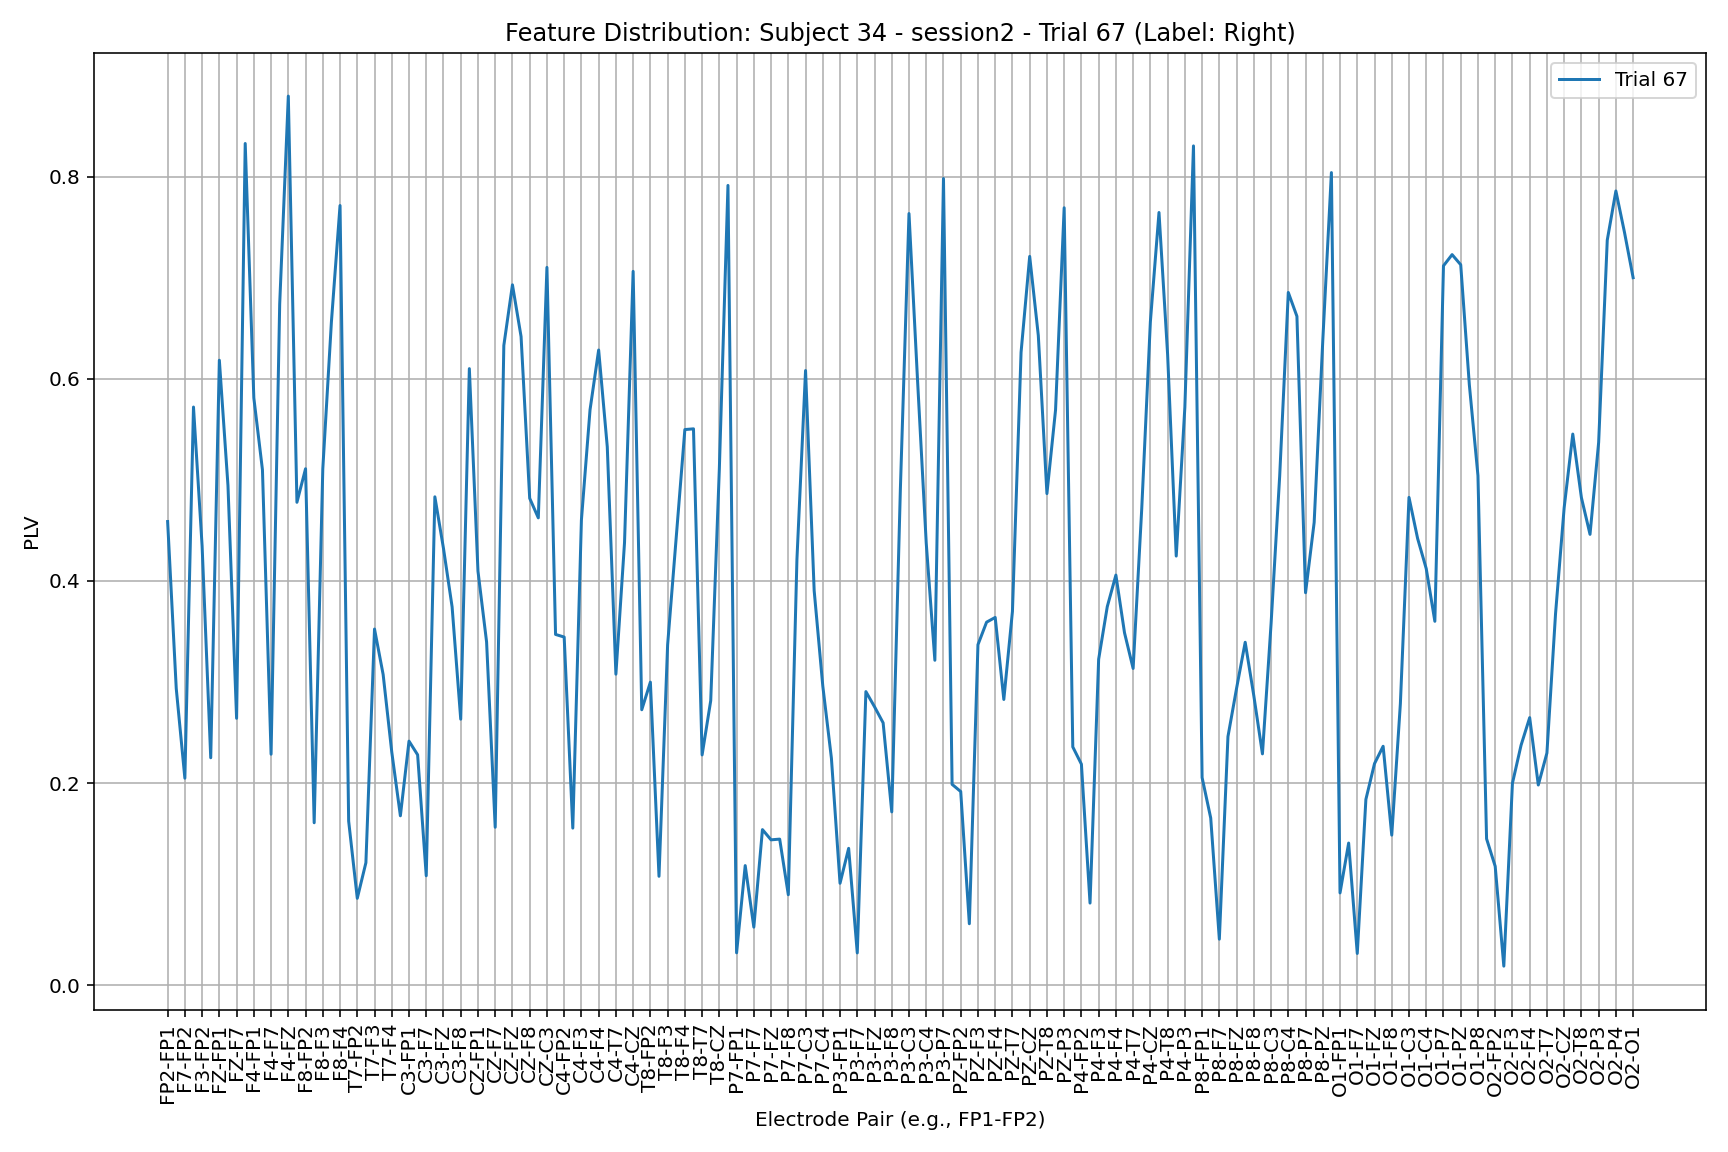 Feature Distribution: Subject 34 - session2 - Trial 67 (Label: Right)
Trial 67
PLV
0.8
0.6
0.4
0.2
0.0
FP2-FP1
F7-FP2
F3-FP2
FZ-FP1
FZ-F7
F4-FP1
F4-F7
F4-FZ
F8-FP2
F8-F3
F8-F4
T7-FP2
T7-F3
T7-F4
C3-FP1
C3-F7
C3-FZ
C3-F8
CZ-FP1
CZ-F7
CZ-FZ
CZ-F8
CZ-C3
C4-FP2
C4-F3
C4-F4
C4-T7
C4-CZ
T8-FP2
T8-F3
T8-F4
T8-T7
T8-CZ
P7-FP1
P7-F7
P7-FZ
P7-F8
P7-C3
P7-C4
P3-FP1
P3-F7
P3-FZ
P3-F8
P3-C3
P3-C4
P3-P7
PZ-FP2
PZ-F3
PZ-F4
PZ-T7
PZ-CZ
PZ-T8
PZ-P3
P4-FP2
P4-F3
P4-F4
P4-T7
P4-CZ
P4-T8
P4-P3
P8-FP1
P8-F7
P8-FZ
P8-F8
P8-C3
P8-C4
P8-P7
P8-PZ
O1-FP1
O1-F7
O1-FZ
O1-F8
O1-C3
O1-C4
O1-P7
O1-PZ
O1-P8
O2-FP2
O2-F3
O2-F4
O2-T7
O2-CZ
O2-T8
O2-P3
O2-P4
O2-O1
Electrode Pair (e.g., FP1-FP2)